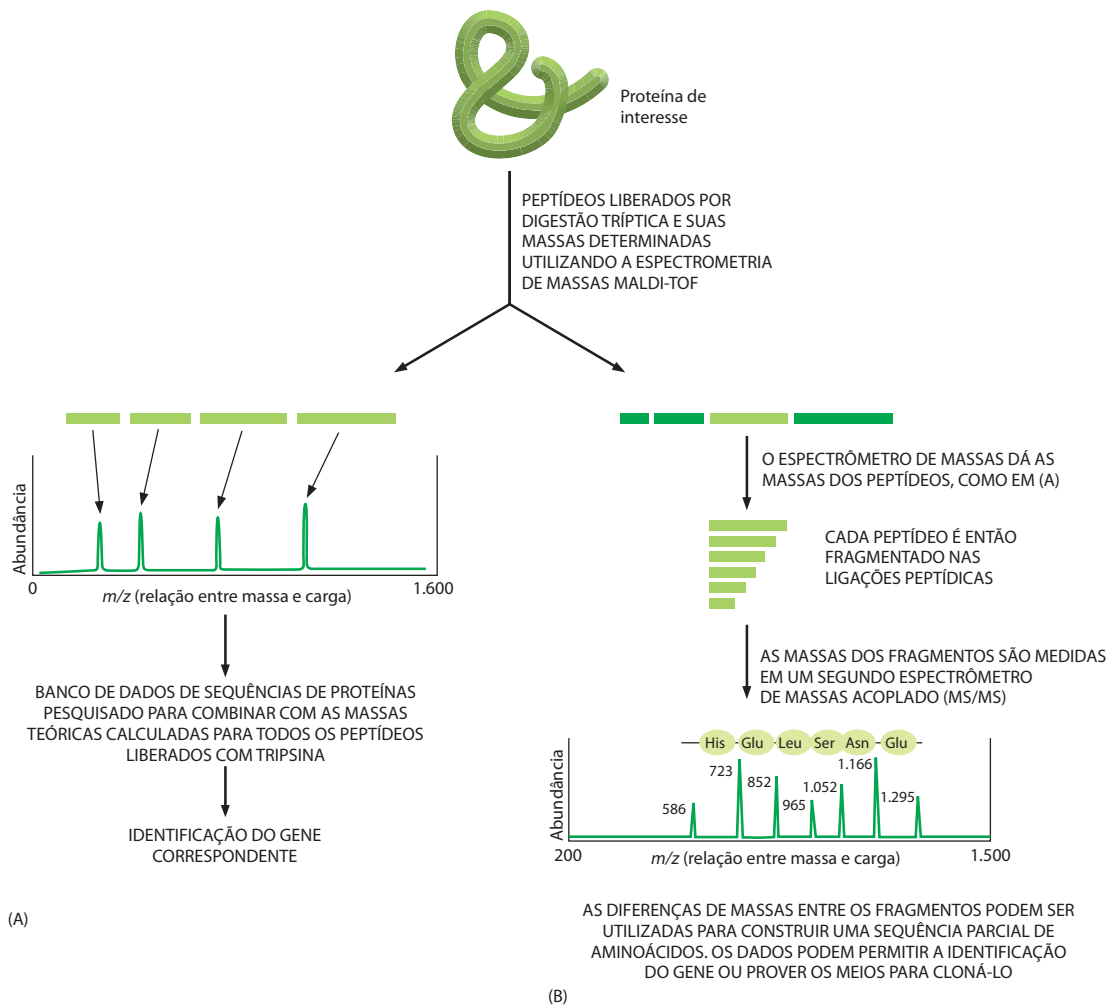 Proteína de
interesse
PEPTÍDEOS LIBERADOS POR
DIGESTÃO TRÍPTICA E SUAS
MASSAS DETERMINADAS
UTILIZANDO A ESPECTROMETRIA
DE MASSAS MALDI-TOF
Abundância
0
m/z (relação entre massa e carga)
1.600
BANCO DE DADOS DE SEQUÊNCIAS DE PROTEÍNAS
PESQUISADO PARA COMBINAR COM AS MASSAS
TEÓRICAS CALCULADAS PARA TODOS OS PEPTÍDEOS
LIBERADOS COM TRIPSINA
IDENTIFICAÇÃO DO GENE
CORRESPONDENTE
(A)
O ESPECTRÔMETRO DE MASSAS DÁ AS
MASSAS DOS PEPTÍDEOS, COMO EM (A)
CADA PEPTÍDEO É ENTÃO
FRAGMENTADO NAS
LIGAÇÕES PEPTÍDICAS
AS MASSAS DOS FRAGMENTOS SÃO MEDIDAS
EM UM SEGUNDO ESPECTRÔMETRO
DE MASSAS ACOPLADO (MS/MS)
His Glu Leu Ser Asn Glu
586 723 852 965 1.052 1.166 1.295
Abundância
200
m/z (relação entre massa e carga)
1.500
AS DIFERENÇAS DE MASSAS ENTRE OS FRAGMENTOS PODEM SER
UTILIZADAS PARA CONSTRUIR UMA SEQUÊNCIA PARCIAL DE
AMINOÁCIDOS. OS DADOS PODEM PERMITIR A IDENTIFICAÇÃO
DO GENE OU PROVER OS MEIOS PARA CLONÁ-LO
(B)